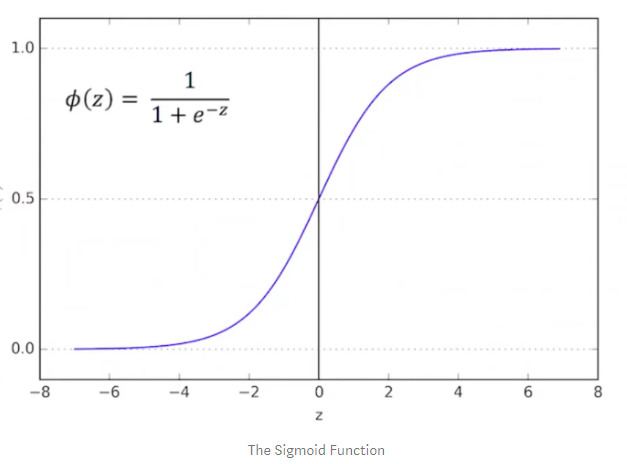 1.0
ϕ(z) = 1 / 1 + e^−z
0.5
0.0
−8 −6 −4 −2 0 2 4 6 8
z
The Sigmoid Function